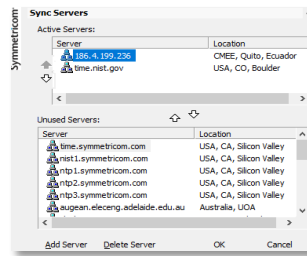 Symmetricom
Sync Servers
Active Servers:
Server Location
186.4.199.236 CMEE, Quito, Ecuador
time.nist.gov USA, CO, Boulder
Unused Servers:
Server Location
time.symmetricom.com USA, CA, Silicon Valley
nist1.symmetricom.com USA, CA, Silicon Valley
ntp1.symmetricom.com USA, CA, Silicon Valley
ntp2.symmetricom.com USA, CA, Silicon Valley
ntp3.symmetricom.com USA, CA, Silicon Valley
augean.eleceng.adelaide.edu.au Australia, UOA
Add Server Delete Server OK Cancel